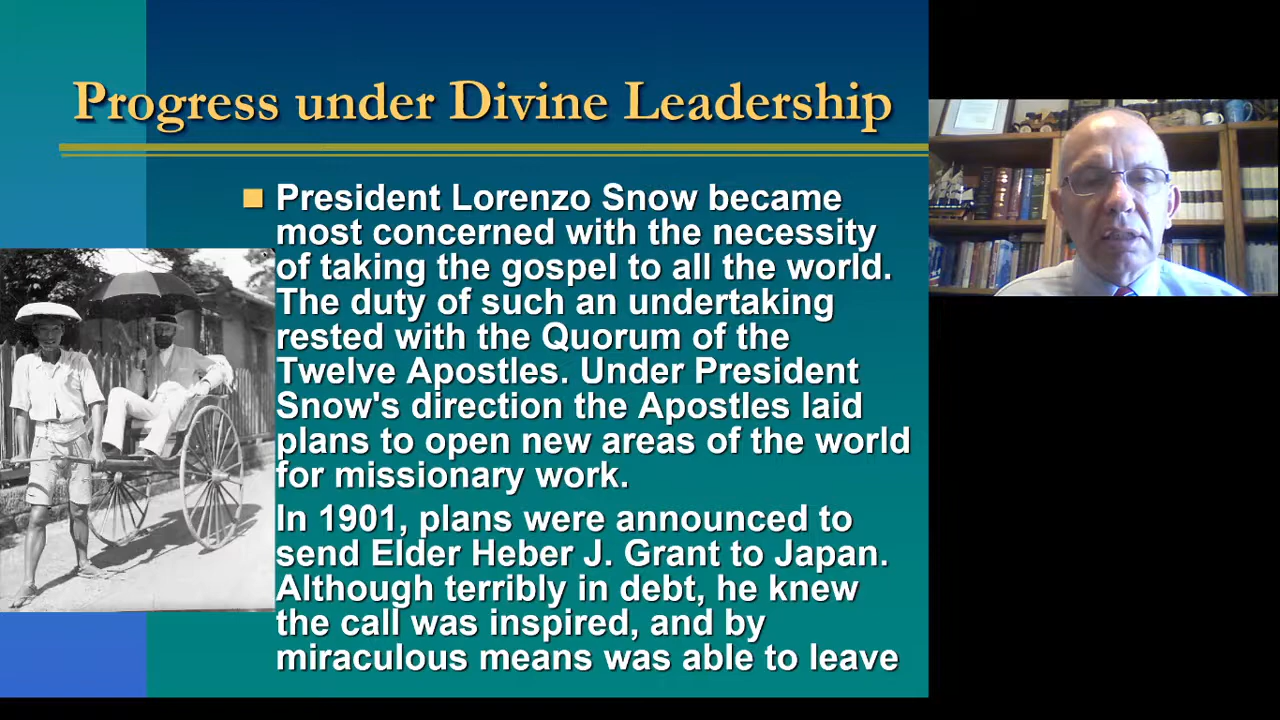 Progress under Divine Leadership
President Lorenzo Snow became
most concerned with the necessity
of taking the gospel to all the world.
The duty of such an undertaking
rested with the Quorum of the
Twelve Apostles. Under President
Snow's direction the Apostles laid
plans to open new areas of the world
for missionary work.
In 1901, plans were announced to
send Elder Heber J. Grant to Japan.
Although terribly in debt, he knew
the call was inspired, and by
miraculous means was able to leave